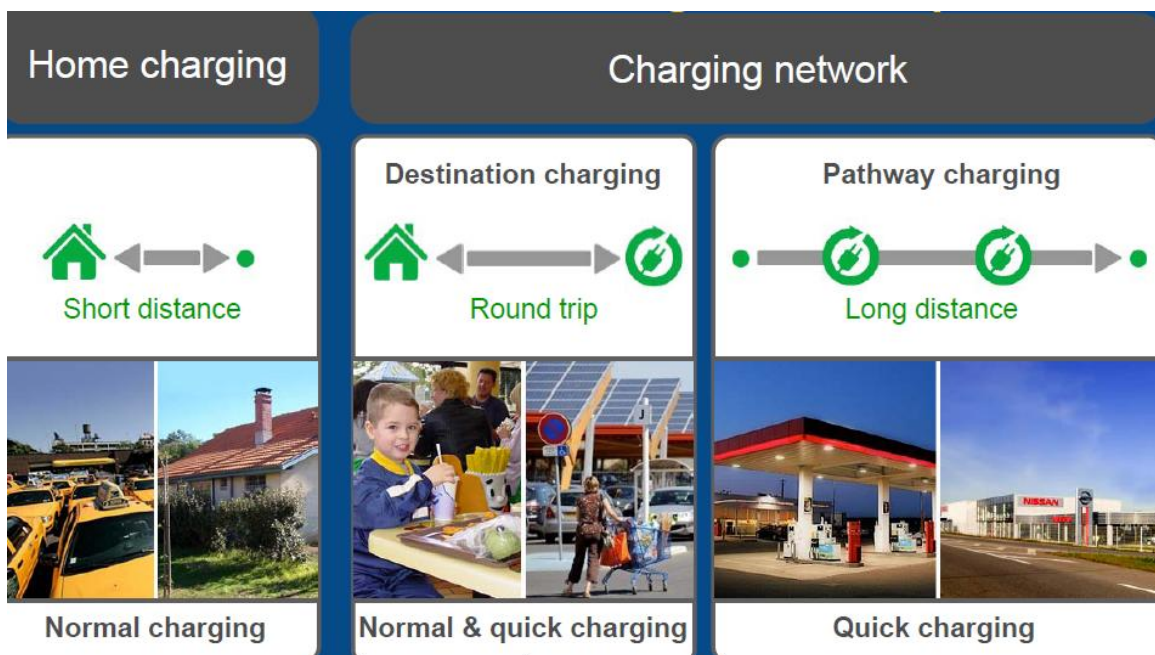 Home charging
Charging network
Destination charging
Pathway charging
Short distance
Round trip
Long distance
J
NISSAN
Normal charging
Normal & quick charging
Quick charging